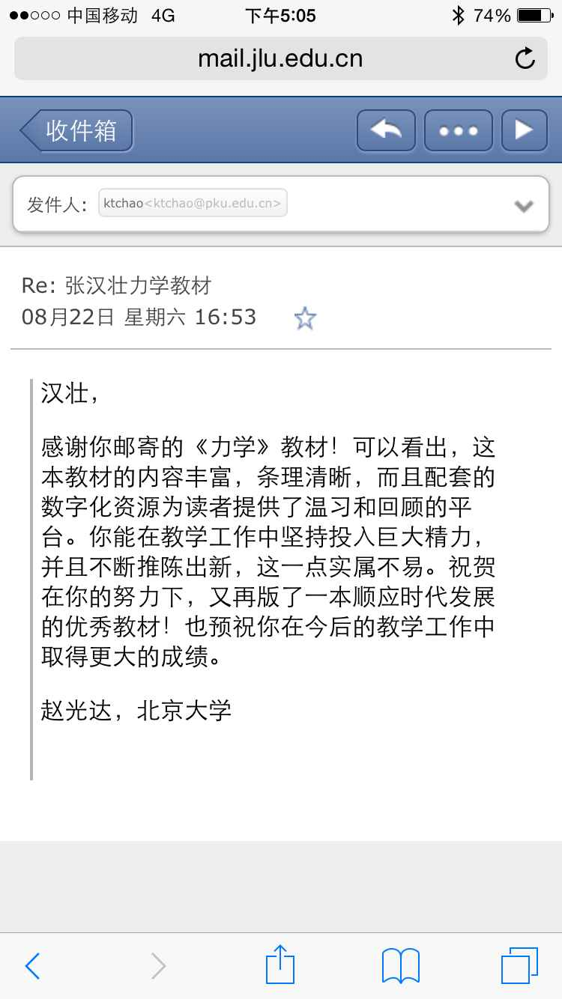 中国移动 4G 下午5:05 74%
mail.jlu.edu.cn
收件箱
发件人: ktchao<ktchao@pku.edu.cn>
Re: 张汉壮力学教材
08月22日 星期六 16:53
汉壮，
感谢你邮寄的《力学》教材！可以看出，这
本教材的内容丰富，条理清晰，而且配套的
数字化资源为读者提供了温习和回顾的平
台。你能在教学工作中坚持投入巨大精力，
并且不断推陈出新，这一点实属不易。祝贺
在你的努力下，又再版了一本顺应时代发展
的优秀教材！也预祝你在今后的教学工作中
取得更大的成绩。
赵光达，北京大学